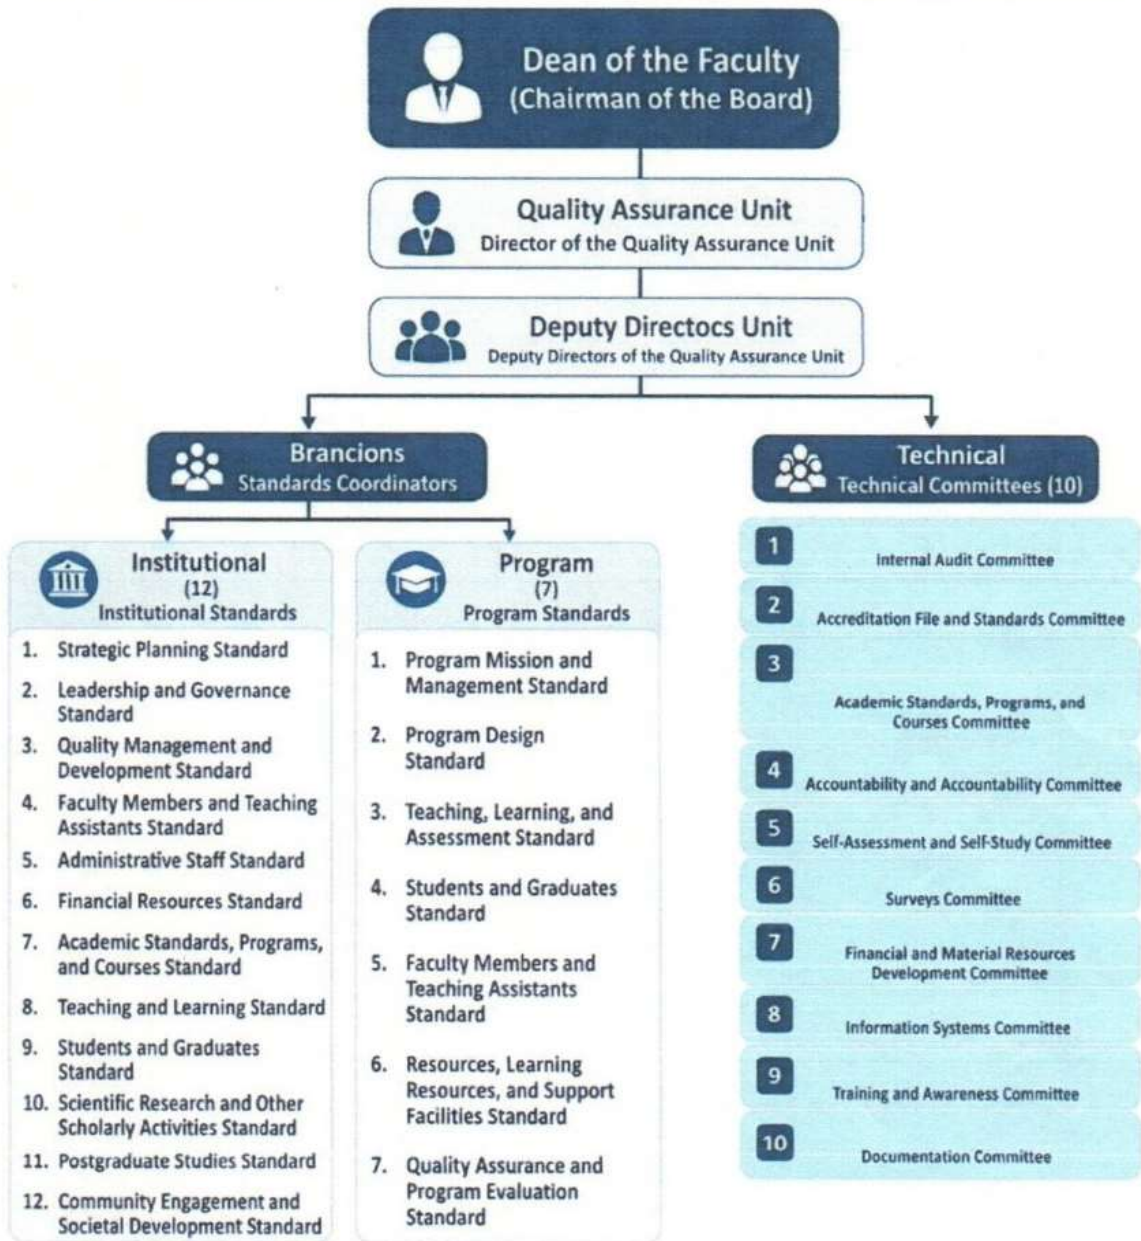 Dean of the Faculty
(Chairman of the Board)
Quality Assurance Unit
Director of the Quality Assurance Unit
Deputy Directocs Unit
Deputy Directors of the Quality Assurance Unit
Brancions
Standards Coordinators
Institutional
(12)
Institutional Standards
1. Strategic Planning Standard
2. Leadership and Governance
Standard
3. Quality Management and
Development Standard
4. Faculty Members and Teaching
Assistants Standard
5. Administrative Staff Standard
6. Financial Resources Standard
7. Academic Standards, Programs,
and Courses Standard
8. Teaching and Learning Standard
9. Students and Graduates
Standard
10. Scientific Research and Other
Scholarly Activities Standard
11. Postgraduate Studies Standard
12. Community Engagement and
Societal Development Standard
Program
(7)
Program Standards
1. Program Mission and
Management Standard
2. Program Design
Standard
3. Teaching, Learning, and
Assessment Standard
4. Students and Graduates
Standard
5. Faculty Members and
Teaching Assistants
Standard
6. Resources, Learning
Resources, and Support
Facilities Standard
7. Quality Assurance and
Program Evaluation
Standard
Technical
Technical Committees (10)
1
Internal Audit Committee
2
Accreditation File and Standards Committee
3
Academic Standards, Programs, and
Courses Committee
4
Accountability and Accountability Committee
5
Self-Assessment and Self-Study Committee
6
Surveys Committee
7
Financial and Material Resources
Development Committee
8
Information Systems Committee
9
Training and Awareness Committee
10
Documentation Committee